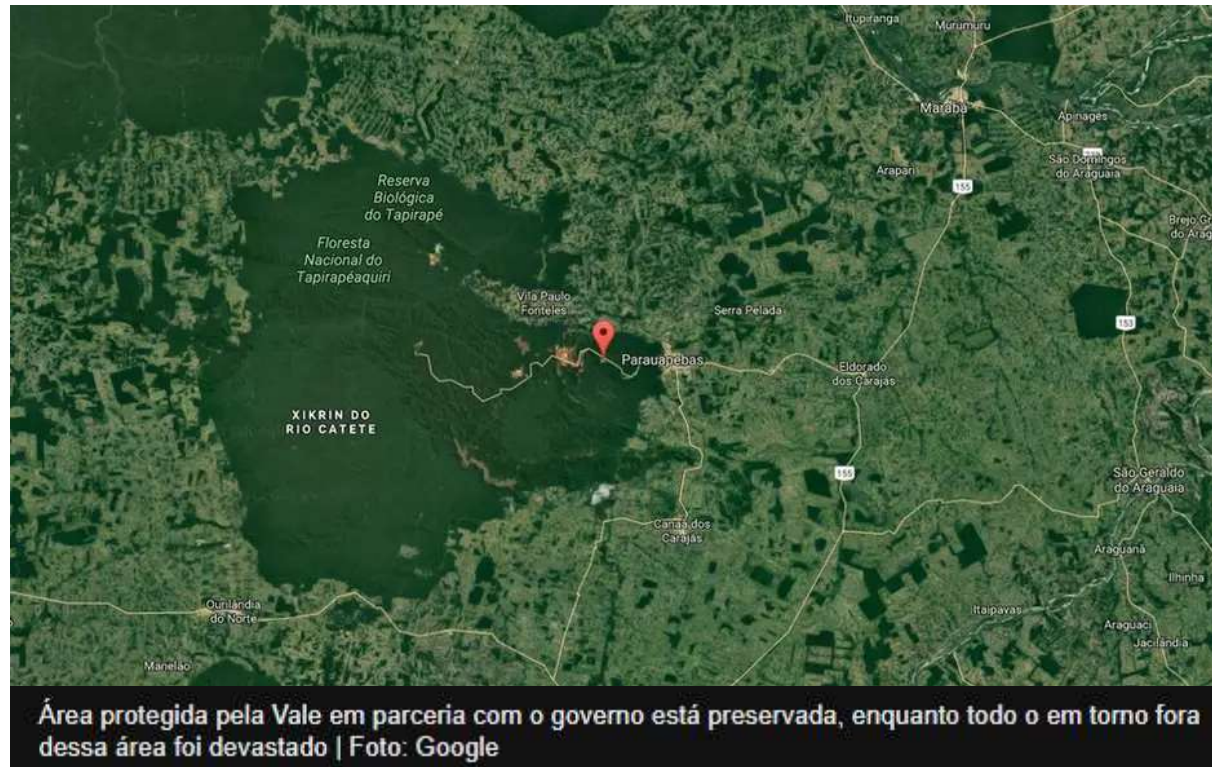 Itupiranga
Murumuru
Marabá
Apinagés
São Domingos
do Araguaia
Arapari
155
Reserva
Biológica
do Tapirapé
Brejo Gr
do Arag
Floresta
Nacional do
Tapirapéaquiri
Vila Paulo
Fonteles
Serra Pelada
153
Parauapebas
Eldorado
dos Carajás
XIKRIN DO
RIO CATETE
155
São Geraldo
do Araguaia
Canaã dos
Carajás
Araguanã
Ilhinha
Ourilândia
do Norte
Itaipavas
Araguaci
Jacilândia
Manelão
Área protegida pela Vale em parceria com o governo está preservada, enquanto todo o em torno fora
dessa área foi devastado | Foto: Google